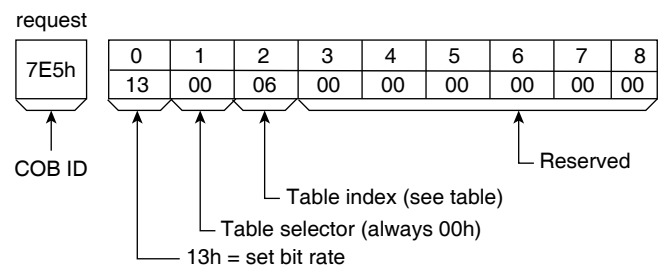 request
7E5h
0 1 2 3 4 5 6 7 8
13 00 06 00 00 00 00 00 00
COB ID
Reserved
Table index (see table)
Table selector (always 00h)
13h = set bit rate